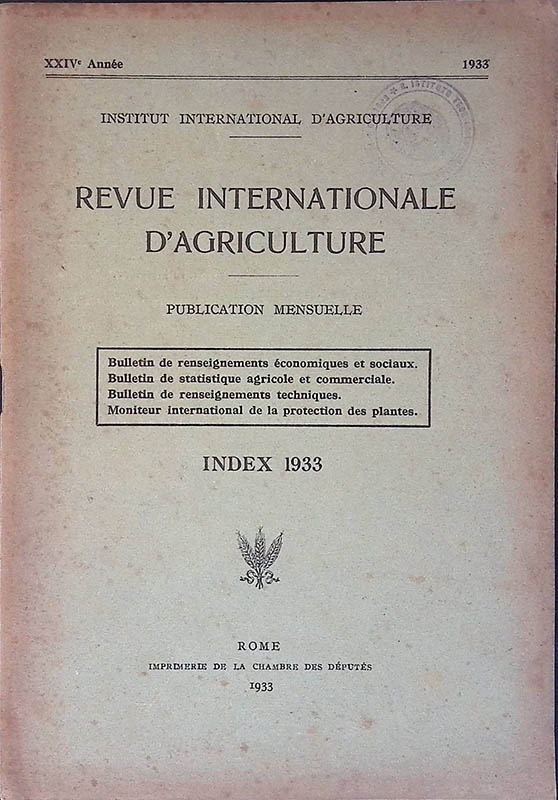 XXIVe Année 1933
INSTITUT INTERNATIONAL D'AGRICULTURE
REVUE INTERNATIONALE
D'AGRICULTURE
PUBLICATION MENSUELLE
Bulletin de renseignements économiques et sociaux.
Bulletin de statistique agricole et commerciale.
Bulletin de renseignements techniques.
Moniteur international de la protection des plantes.
INDEX 1933
ROME
IMPRIMERIE DE LA CHAMBRE DES DÉPUTÉS
1933